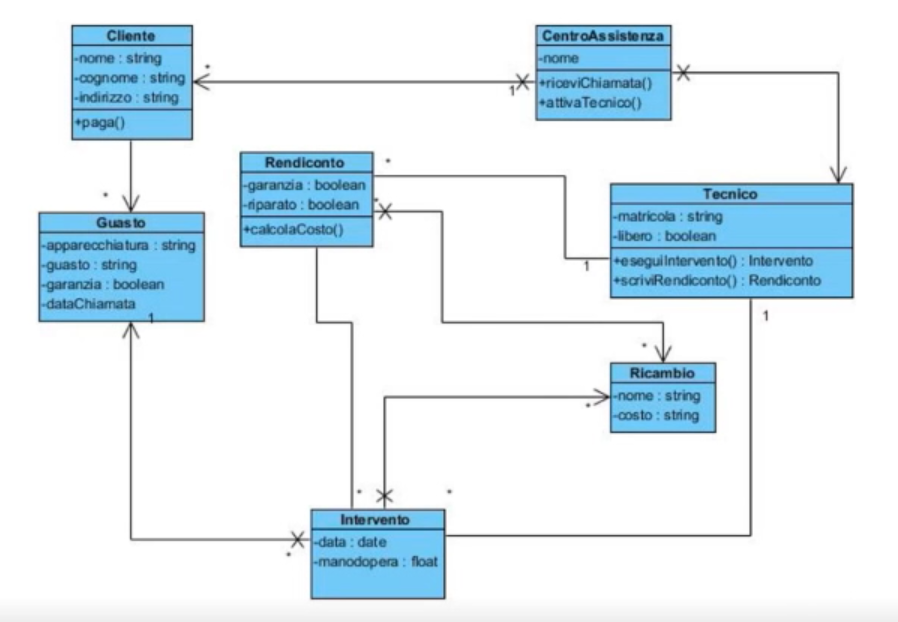 Cliente
-nome : string
-cognome : string
-indirizzo : string
+paga()
*
1
CentroAssistenza
-nome
+riceviChiamata()
+attivaTecnico()
*
Rendiconto
-garanzia : boolean
-riparato : boolean
+calcolaCosto()
*
*
1
Tecnico
-matricola : string
-libero : boolean
+eseguiIntervento() : Intervento
+scriviRendiconto() : Rendiconto
1
Guasto
-apparecchiatura : string
-guasto : string
-garanzia : boolean
-dataChiamata
1
*
Ricambio
-nome : string
-costo : string
*
*
*
Intervento
-data : date
-manodopera : float
*